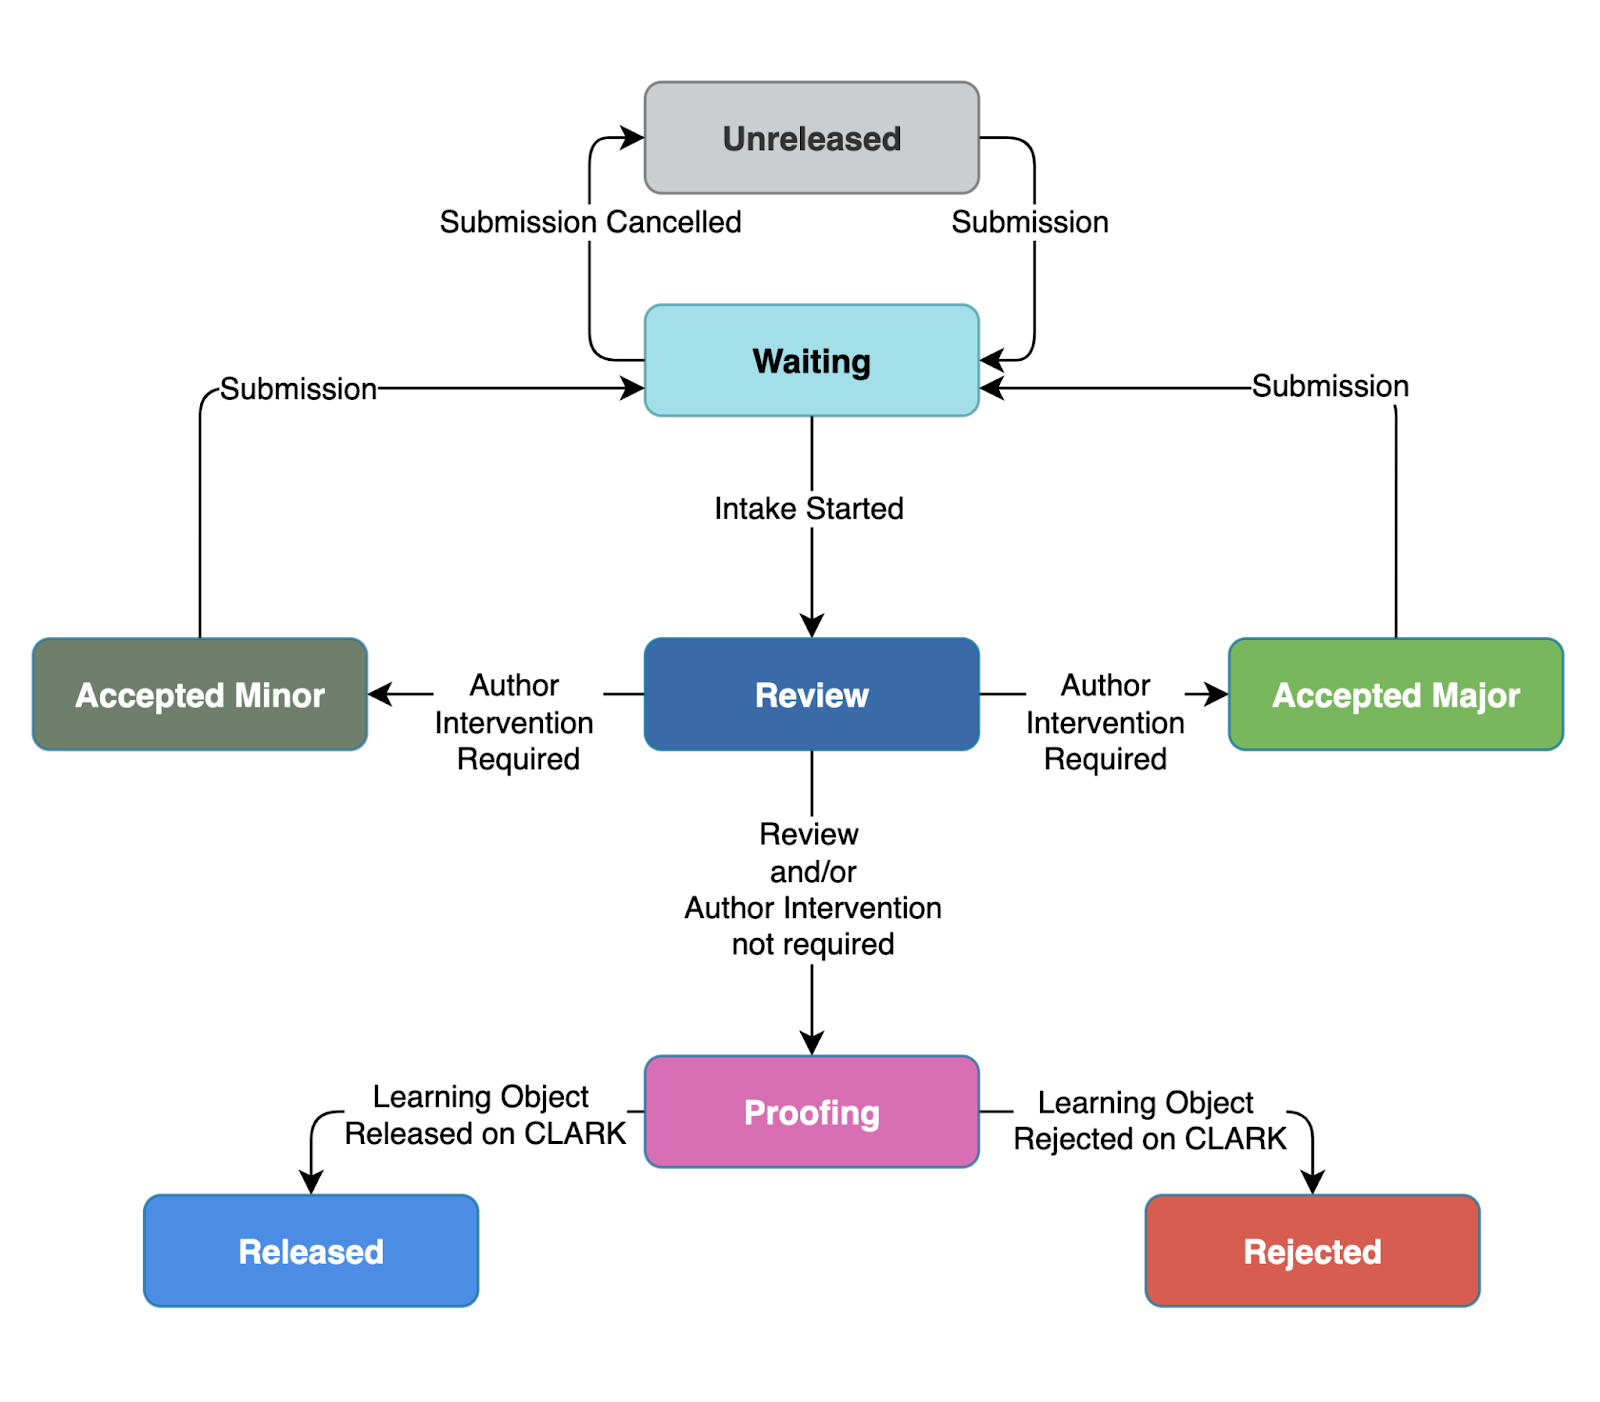 Unreleased
Submission Cancelled
Submission
Waiting
Submission
Submission
Intake Started
Accepted Minor
Author
Intervention
Required
Review
Author
Intervention
Required
Accepted Major
Review
and/or
Author Intervention
not required
Learning Object
Released on CLARK
Proofing
Learning Object
Rejected on CLARK
Released
Rejected